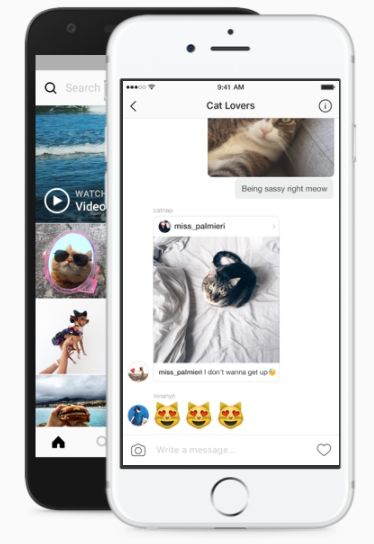 Search
WATCH
Video
9:41 AM
Cat Lovers
Being sassy right meow
catnap
miss_palmieri
miss_palmieri I don't wanna get up
ninanyc
Write a message...